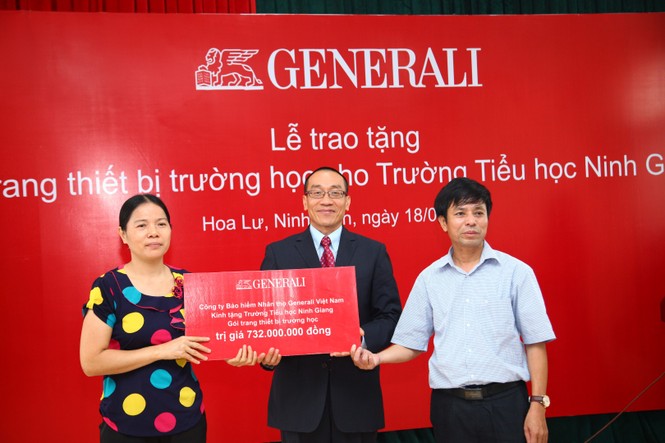 GENERALI
Lễ trao tặng
rang thiết bị trường học cho Trường Tiểu học Ninh G
Hoa Lư, Nin ngày 18/0
GENERALI
Công ty Bảo hiểm Nhân thọ Generali Việt Nam
Kính tặng Trường Tiểu học Ninh Giang
Gói trang thiết bị trường học
trị giá 732.000.000 đồng